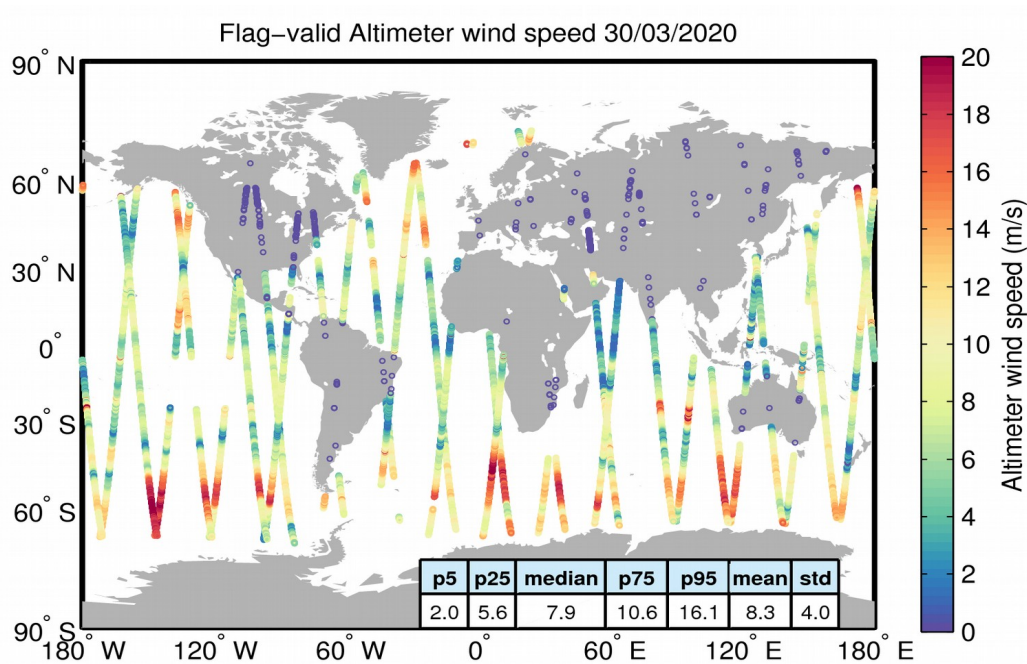 Flag−valid Altimeter wind speed 30/03/2020
90° N
60° N
30° N
0°
30° S
60° S
90° S
180° W 120° W 60° W 0° 60° E 120° E 180° E
20
18
16
14
12
10
8
6
4
2
0
Altimeter wind speed (m/s)
p5 p25 median p75 p95 mean std
2.0 5.6 7.9 10.6 16.1 8.3 4.0